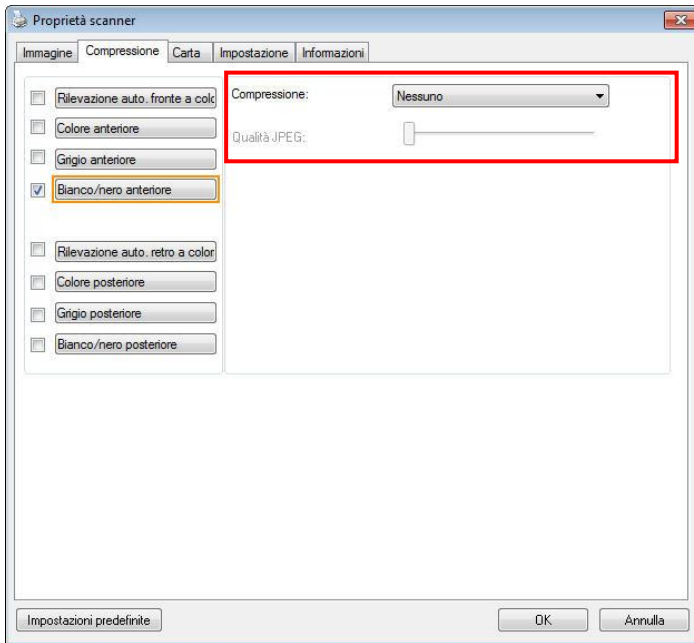 Proprietà scanner
Immagine Compressione Carta Impostazione Informazioni
Rilevazione auto. fronte a colo
Colore anteriore
Grigio anteriore
Bianco/nero anteriore
Rilevazione auto. retro a color
Colore posteriore
Grigio posteriore
Bianco/nero posteriore
Compressione: Nessuno
Qualità JPEG:
Impostazioni predefinite OK Annulla